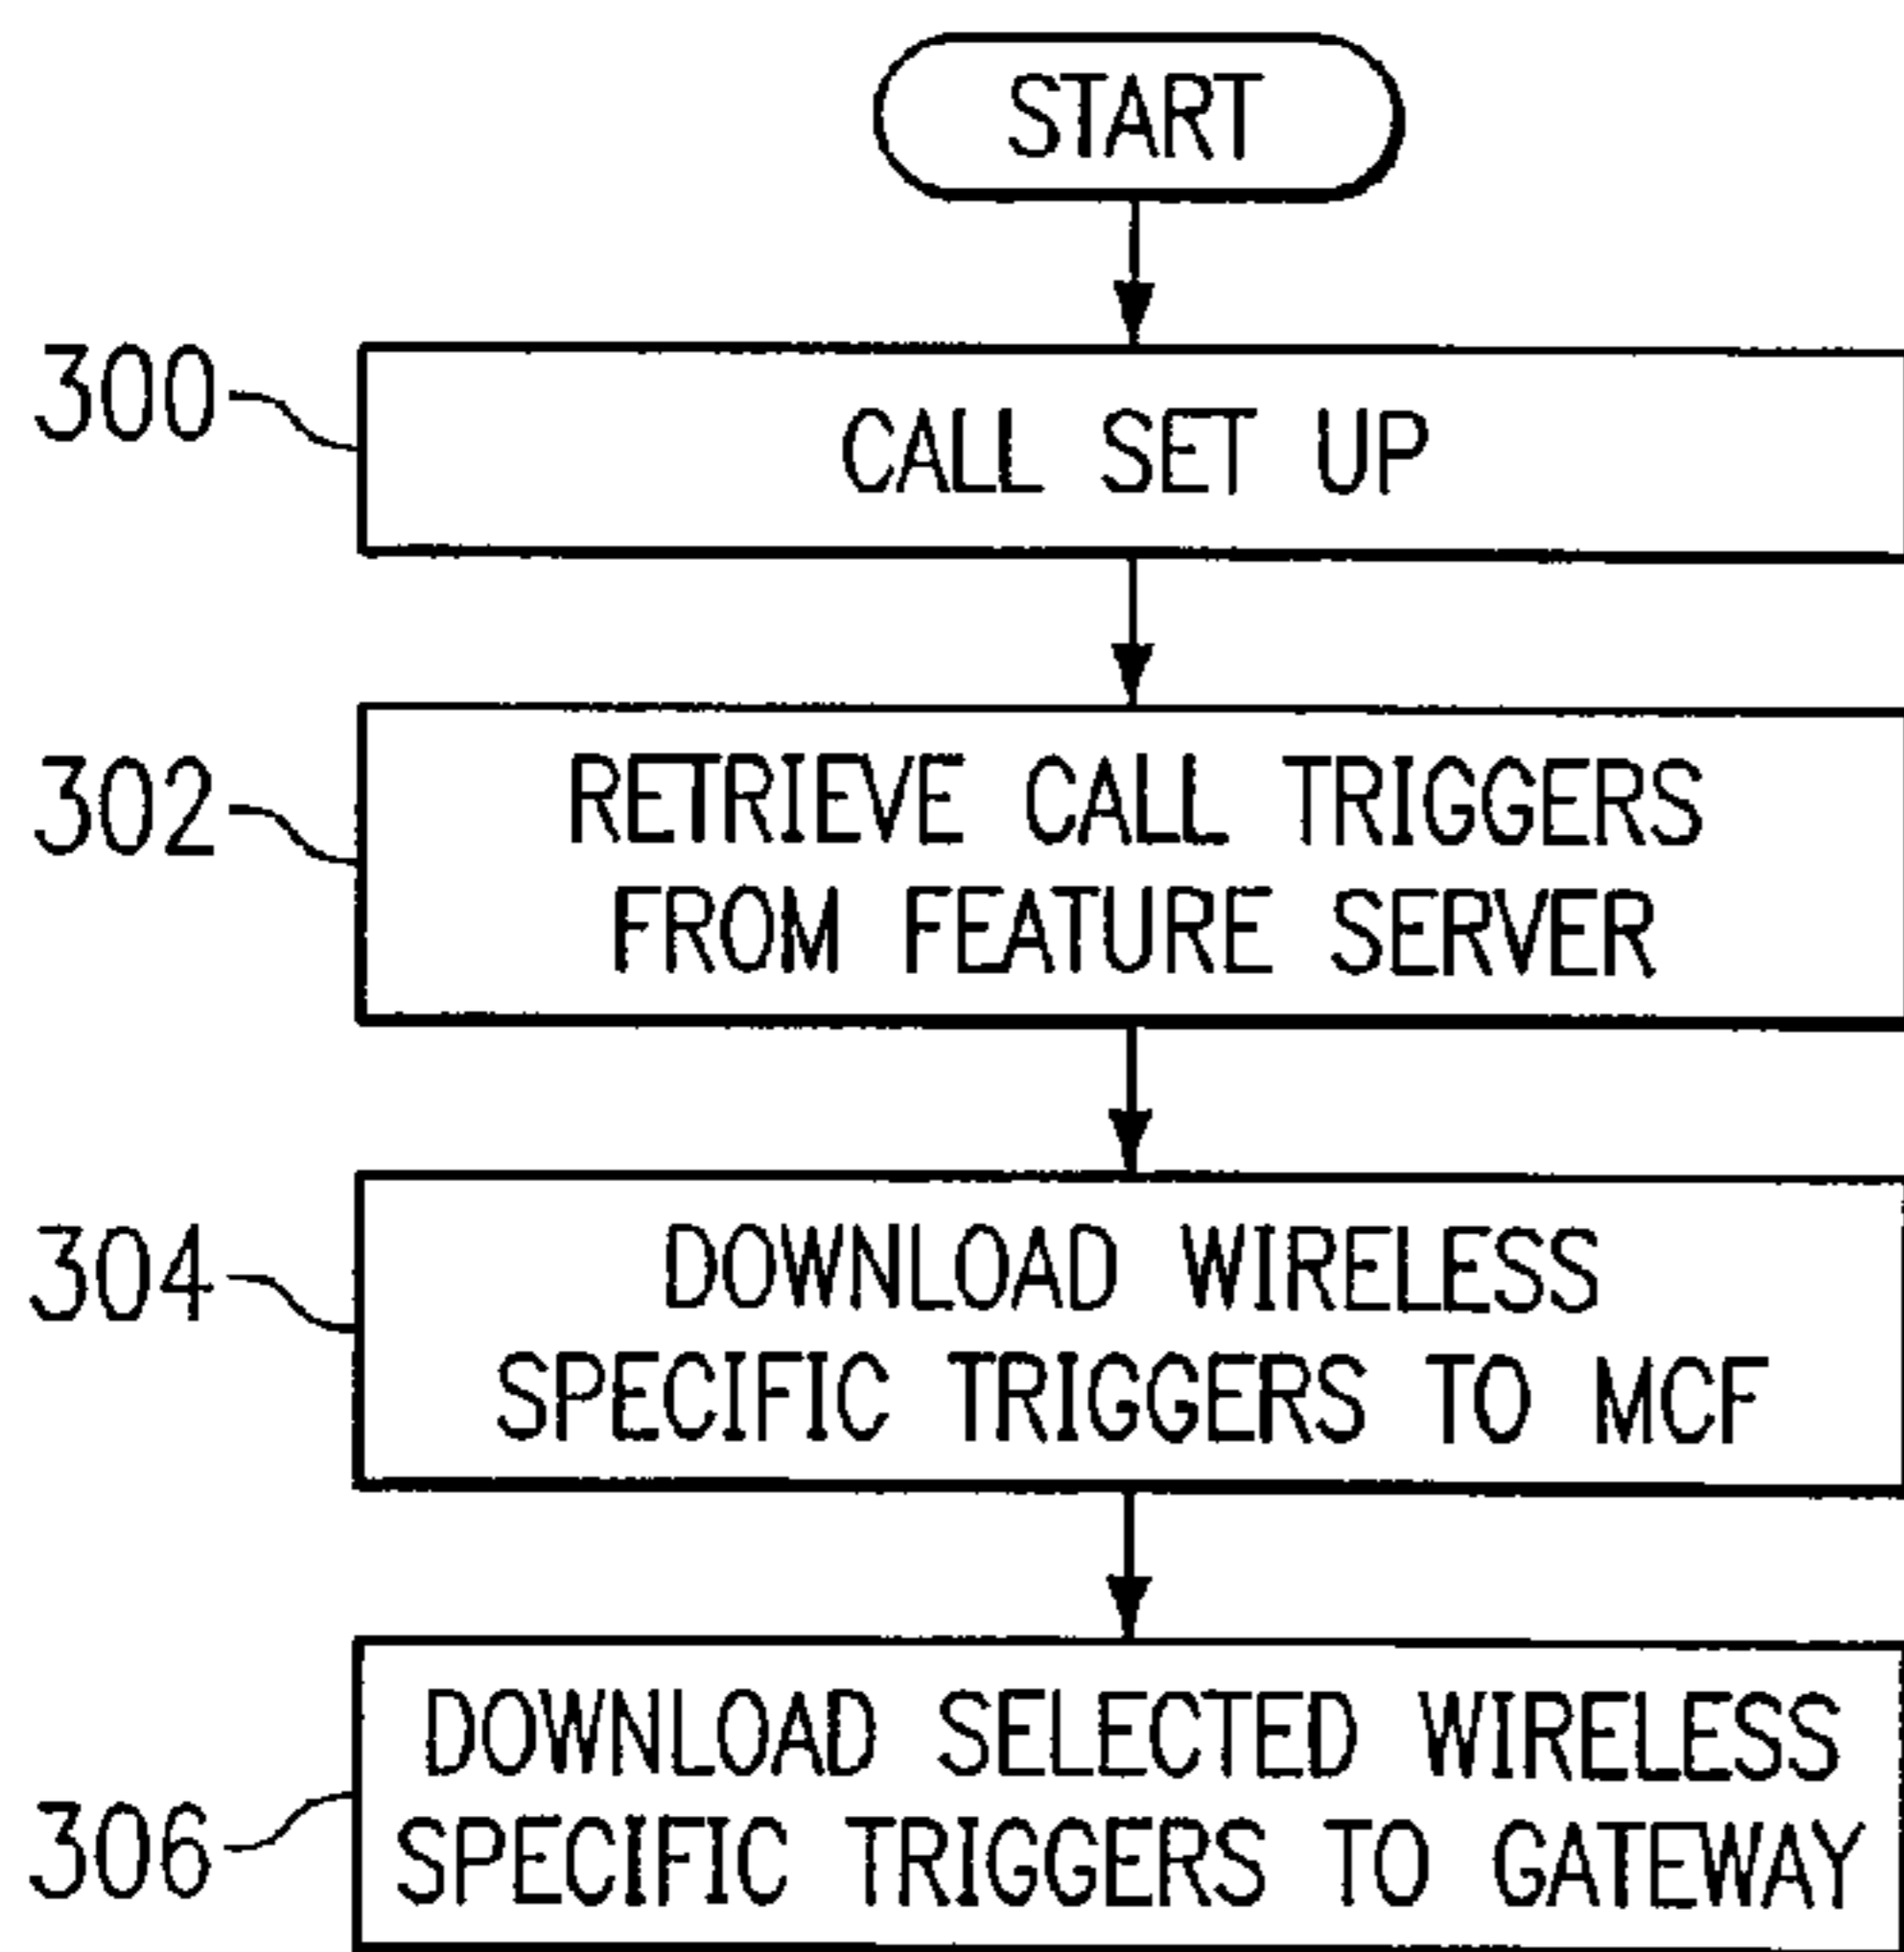 START
300
CALL SET UP
302
RETRIEVE CALL TRIGGERS
FROM FEATURE SERVER
304
DOWNLOAD WIRELESS
SPECIFIC TRIGGERS TO MCF
306
DOWNLOAD SELECTED WIRELESS
SPECIFIC TRIGGERS TO GATEWAY